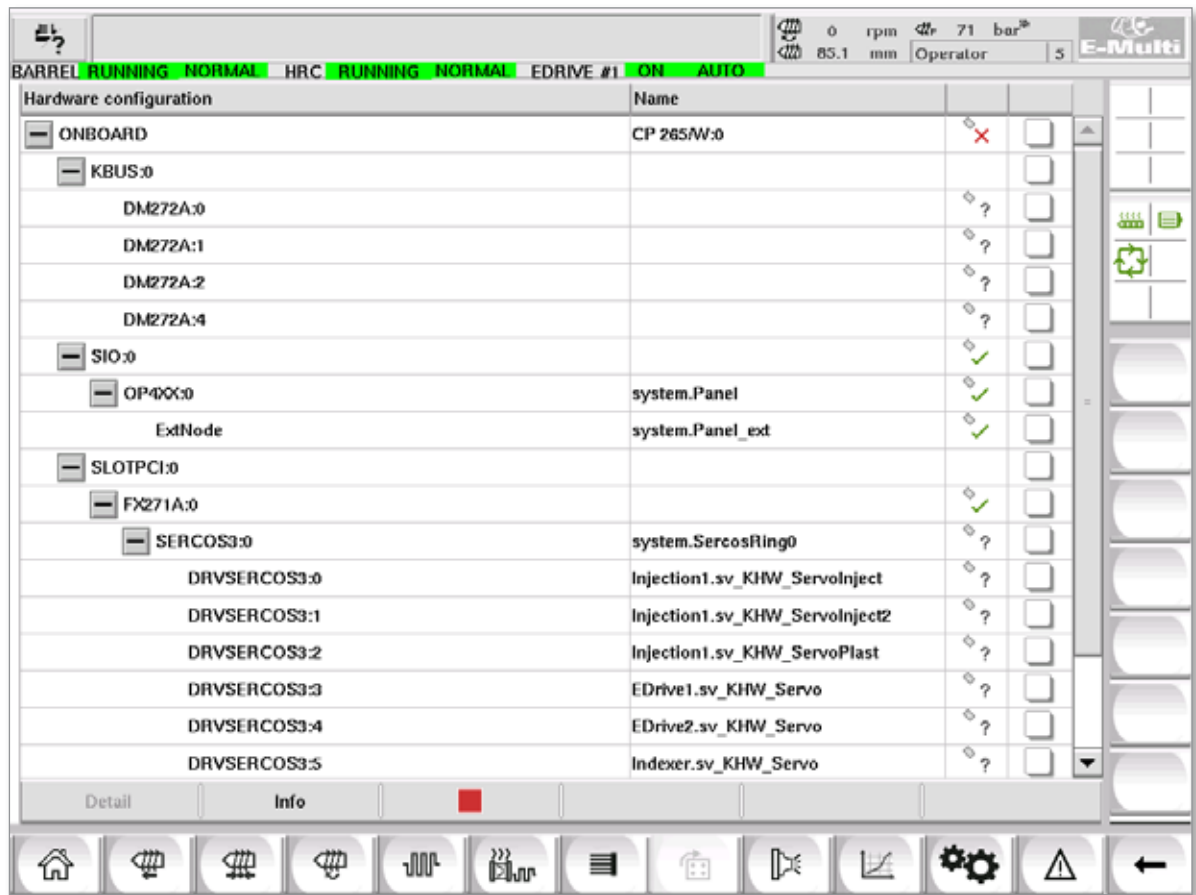 0 rpm 71 bar
E-Multi
85.1 mm Operator 5
BARREL RUNNING NORMAL HRC RUNNING NORMAL EDRIVE #1 ON AUTO
Hardware configuration Name
ONBOARD CP 265/W:0
KBUS:0
DM272A:0 ?
DM272A:1 ?
DM272A:2 ?
DM272A:4 ?
SIO:0
OP4XX:0 system.Panel
ExtNode system.Panel_ext
SLOTPCI:0
FX271A:0
SERCOS3:0 system.SercosRing0 ?
DRVSERCOS3:0 Injection1.sv_KHW_ServoInject ?
DRVSERCOS3:1 Injection1.sv_KHW_ServoInject2 ?
DRVSERCOS3:2 Injection1.sv_KHW_ServoPlast ?
DRVSERCOS3:3 EDrive1.sv_KHW_Servo ?
DRVSERCOS3:4 EDrive2.sv_KHW_Servo ?
DRVSERCOS3:5 Indexer.sv_KHW_Servo ?
Detail Info